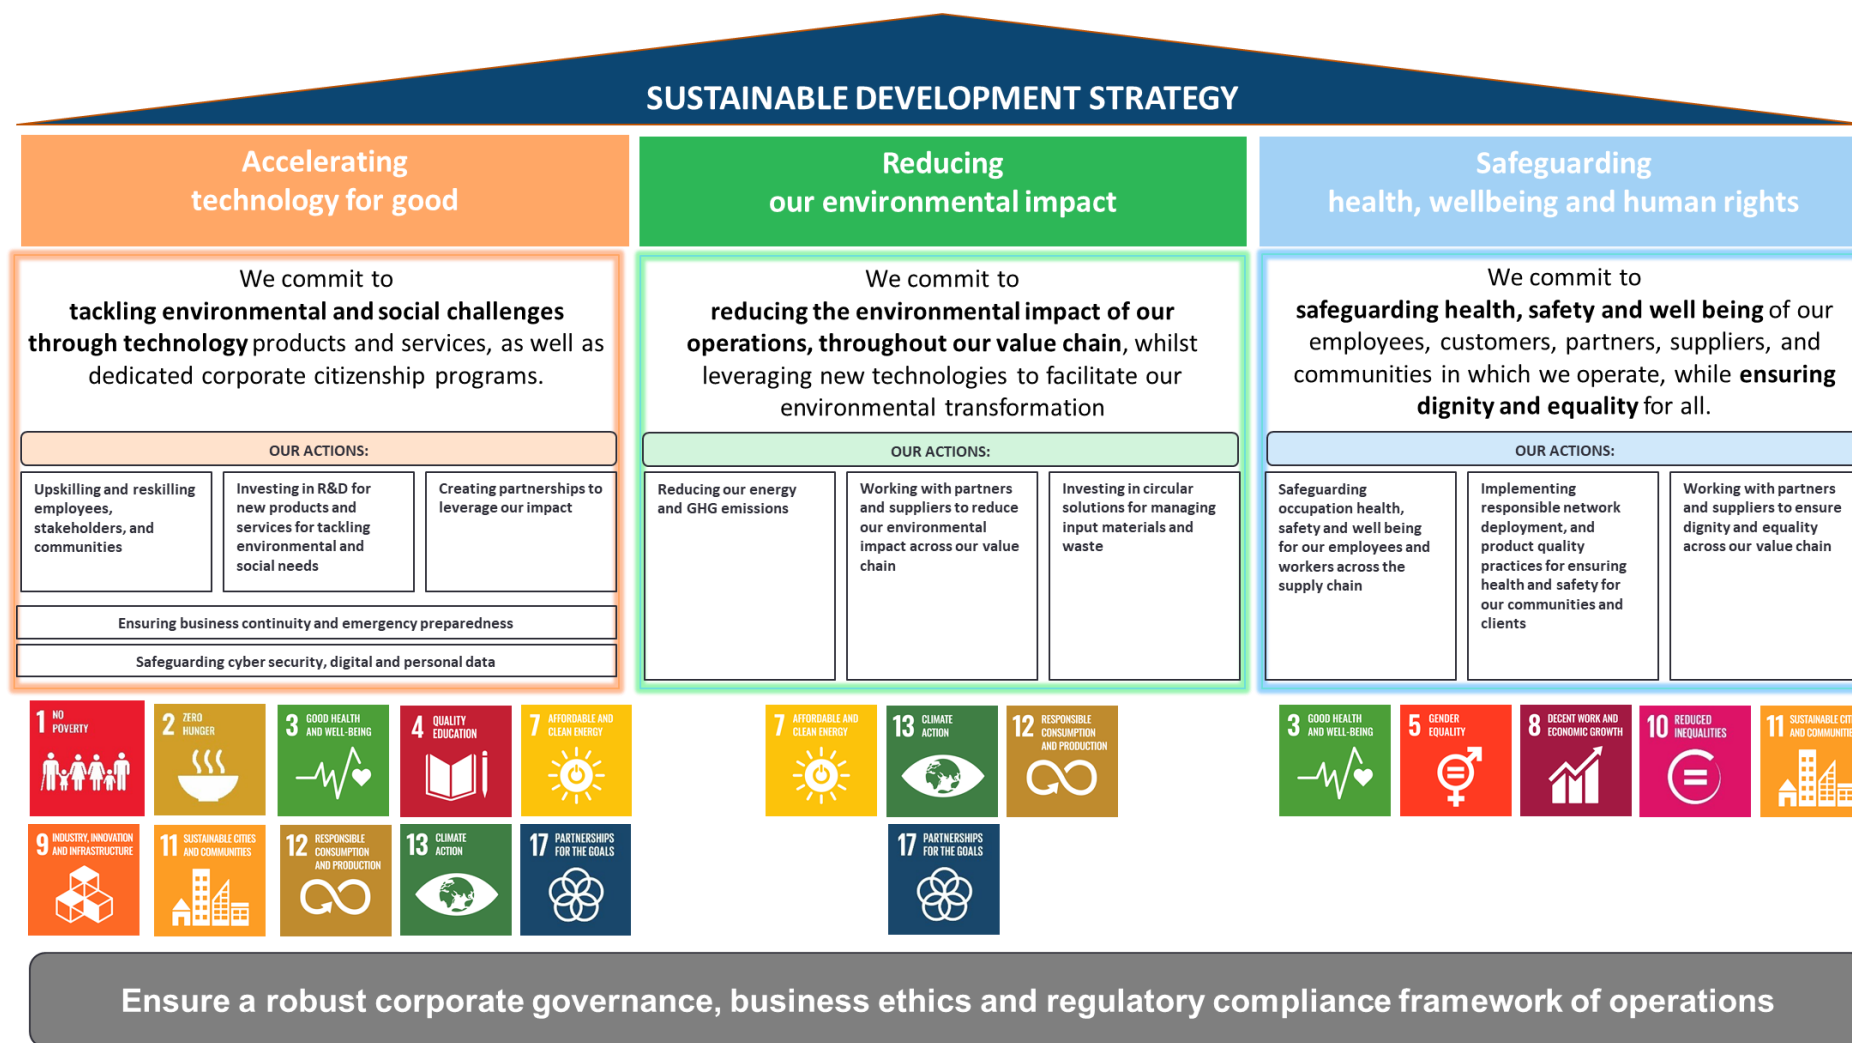 SUSTAINABLE DEVELOPMENT STRATEGY
Accelerating
technology for good
We commit to
tackling environmental and social challenges
through technology products and services, as well as
dedicated corporate citizenship programs.
OUR ACTIONS:
Upskilling and reskilling
employees,
stakeholders, and
communities
Investing in R&D for
new products and
services for tackling
environmental and
social needs
Creating partnerships to
leverage our impact
Ensuring business continuity and emergency preparedness
Safeguarding cyber security, digital and personal data
1 NO
POVERTY
2 ZERO
HUNGER
3 GOOD HEALTH
AND WELL-BEING
4 QUALITY
EDUCATION
7 AFFORDABLE AND
CLEAN ENERGY
9 INDUSTRY, INNOVATION
AND INFRASTRUCTURE
11 SUSTAINABLE CITIES
AND COMMUNITIES
12 RESPONSIBLE
CONSUMPTION
AND PRODUCTION
13 CLIMATE
ACTION
17 PARTNERSHIPS
FOR THE GOALS
Reducing
our environmental impact
We commit to
reducing the environmental impact of our
operations, throughout our value chain, whilst
leveraging new technologies to facilitate our
environmental transformation
OUR ACTIONS:
Reducing our energy
and GHG emissions
Working with partners
and suppliers to reduce
our environmental
impact across our value
chain
Investing in circular
solutions for managing
input materials and
waste
7 AFFORDABLE AND
CLEAN ENERGY
13 CLIMATE
ACTION
12 RESPONSIBLE
CONSUMPTION
AND PRODUCTION
17 PARTNERSHIPS
FOR THE GOALS
Safeguarding
health, wellbeing and human rights
We commit to
safeguarding health, safety and well being of our
employees, customers, partners, suppliers, and
communities in which we operate, while ensuring
dignity and equality for all.
OUR ACTIONS:
Safeguarding
occupation health,
safety and well being
for our employees and
workers across the
supply chain
Implementing
responsible network
deployment, and
product quality
practices for ensuring
health and safety for
our communities and
clients
Working with partners
and suppliers to ensure
dignity and equality
across our value chain
3 GOOD HEALTH
AND WELL-BEING
5 GENDER
EQUALITY
8 DECENT WORK AND
ECONOMIC GROWTH
10 REDUCED
INEQUALITIES
11 SUSTAINABLE CIT
AND COMMUNITIE
Ensure a robust corporate governance, business ethics and regulatory compliance framework of operations